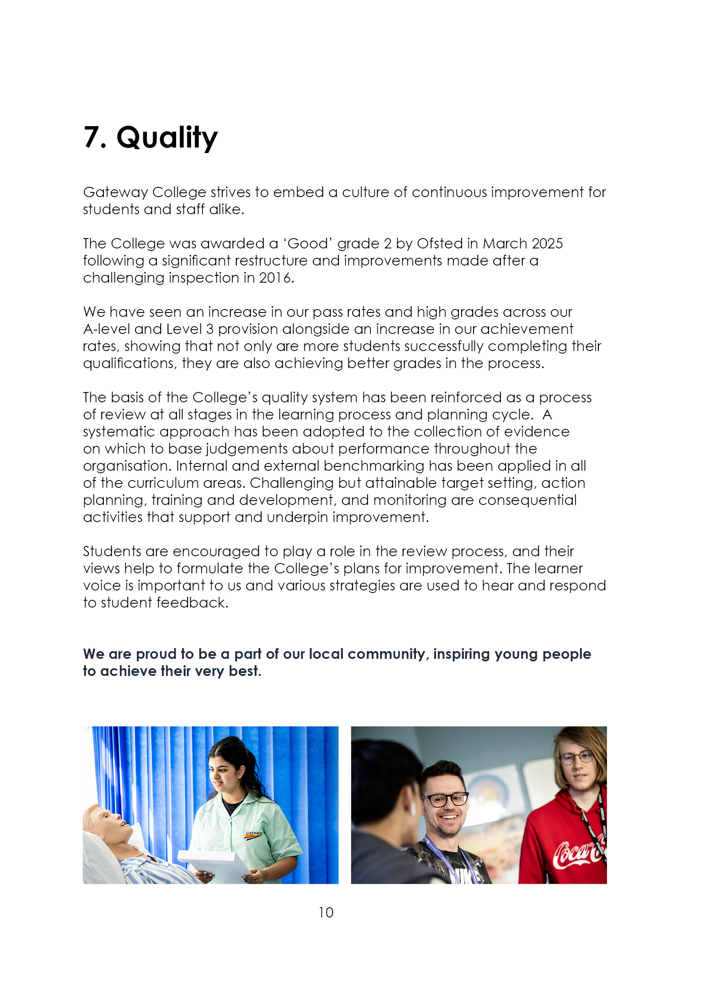 7. Quality
Gateway College strives to embed a culture of continuous improvement for
students and staff alike.
The College was awarded a ‘Good’ grade 2 by Ofsted in March 2025
following a significant restructure and improvements made after a
challenging inspection in 2016.
We have seen an increase in our pass rates and high grades across our
A-level and Level 3 provision alongside an increase in our achievement
rates, showing that not only are more students successfully completing their
qualifications, they are also achieving better grades in the process.
The basis of the College’s quality system has been reinforced as a process
of review at all stages in the learning process and planning cycle.  A
systematic approach has been adopted to the collection of evidence
on which to base judgements about performance throughout the
organisation. Internal and external benchmarking has been applied in all
of the curriculum areas. Challenging but attainable target setting, action
planning, training and development, and monitoring are consequential
activities that support and underpin improvement.
Students are encouraged to play a role in the review process, and their
views help to formulate the College’s plans for improvement. The learner
voice is important to us and various strategies are used to hear and respond
to student feedback.
We are proud to be a part of our local community, inspiring young people
to achieve their very best.
Gateway
COLLEGE
Coca-C
10